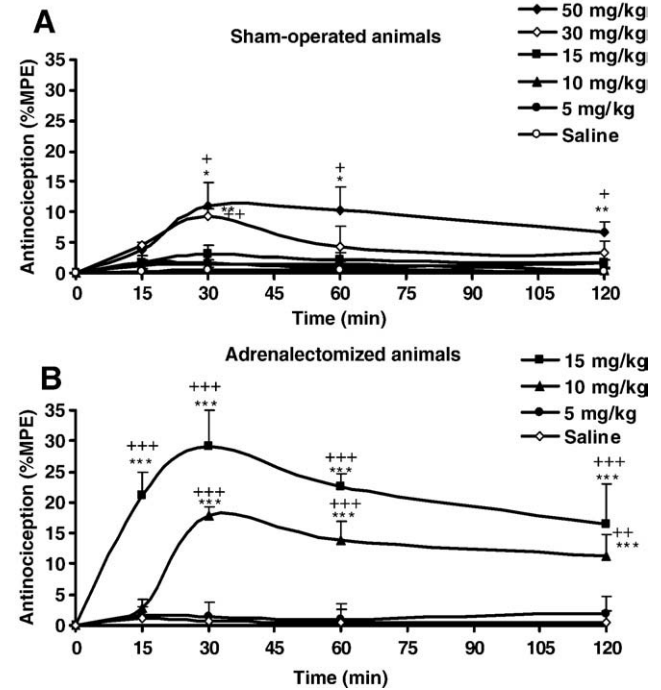 A
Sham-operated animals
50 mg/kg
30 mg/kg
15 mg/kg
10 mg/kg
5 mg/kg
Saline
Antinociception (%MPE)
35
30
25
20
15
10
5
0
+
*
**
++
+
*
+
**
0 15 30 45 60 75 90 105 120
Time (min)
Adrenalectomized animals
B
15 mg/kg
10 mg/kg
5 mg/kg
Saline
Antinociception (%MPE)
35
30
25
20
15
10
5
0
+++
***
+++
***
+++
***
+++
***
+++
***
+++
***
++
***
0 15 30 45 60 75 90 105 120
Time (min)